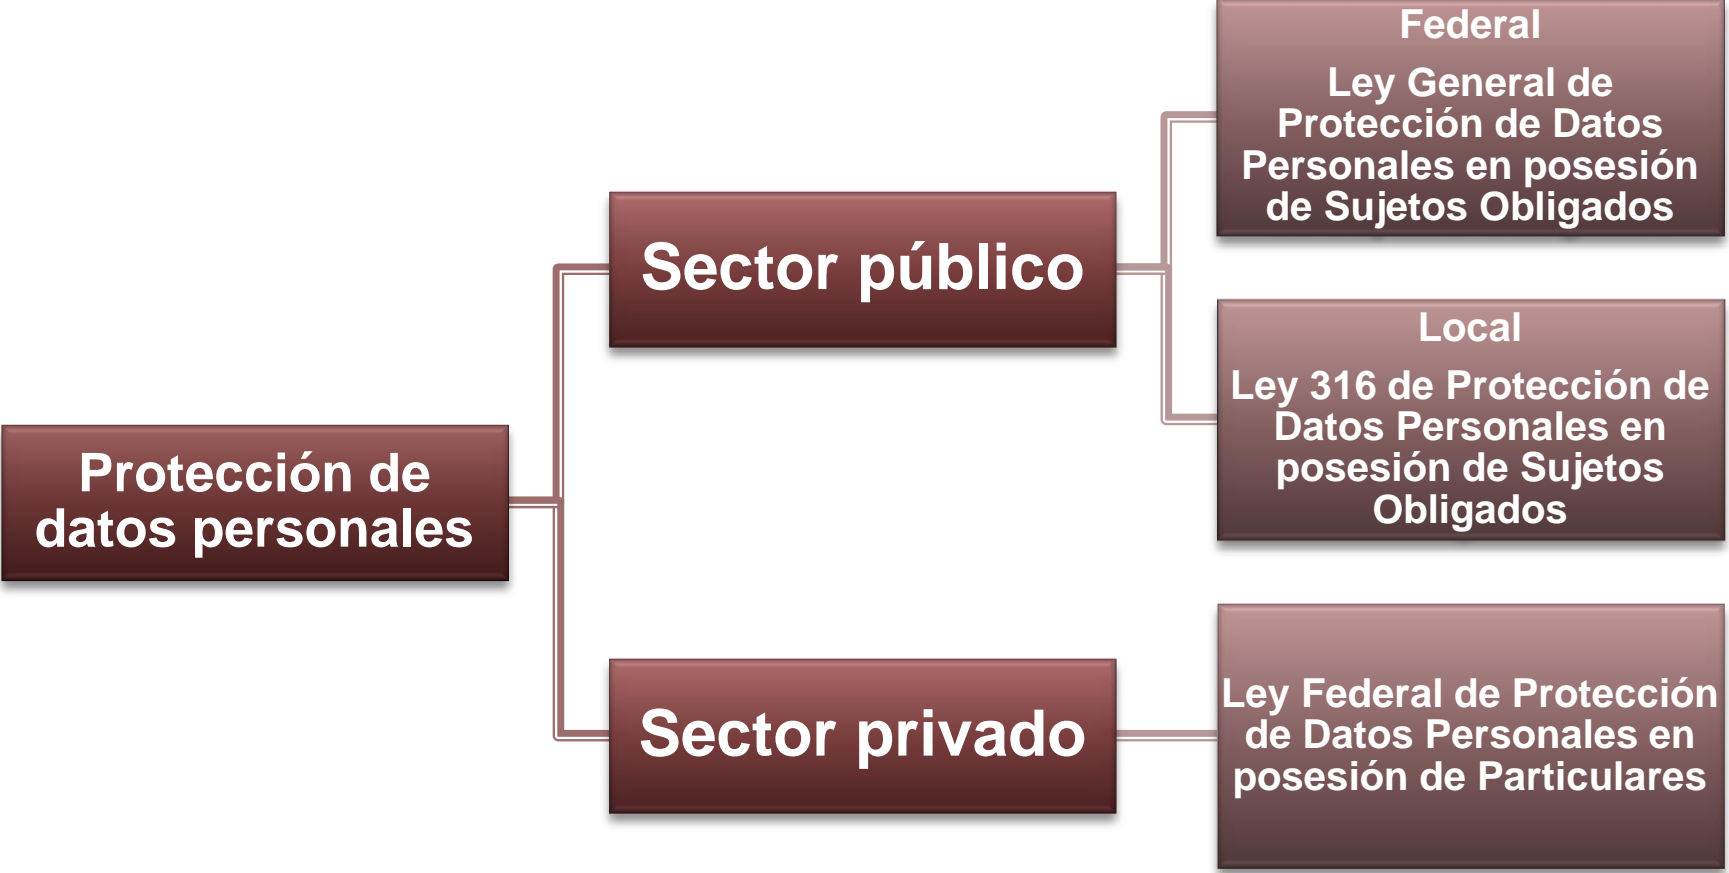 Protección de
datos personales
Sector público
Federal
Ley General de
Protección de Datos
Personales en posesión
de Sujetos Obligados
Local
Ley 316 de Protección de
Datos Personales en
posesión de Sujetos
Obligados
Sector privado
Ley Federal de Protección
de Datos Personales en
posesión de Particulares